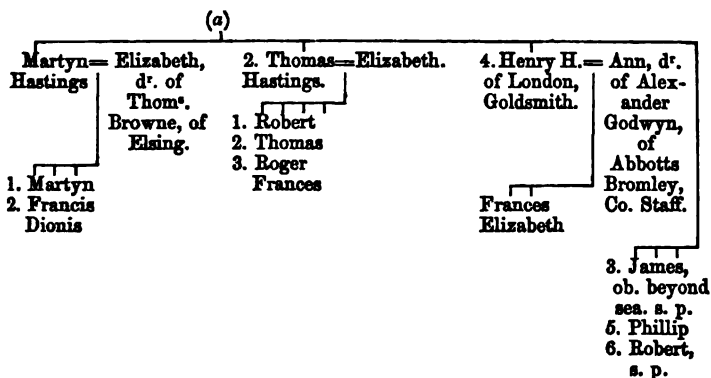 (a)
Martyn=
Hastings
Elizabeth,
dʳ. of
Thomˢ.
Browne, of
Elsing.
1. Martyn
2. Francis
Dionis
2. Thomas=Elizabeth.
Hastings.
1. Robert
2. Thomas
3. Roger
Frances
4. Henry H.=
of London,
Goldsmith.
Ann, dʳ.
of Alex-
ander
Godwyn,
of
Abbotts
Bromley,
Co. Staff.
Frances
Elizabeth
3. James,
ob. beyond
sea. s. p.
5. Phillip
6. Robert,
s. p.